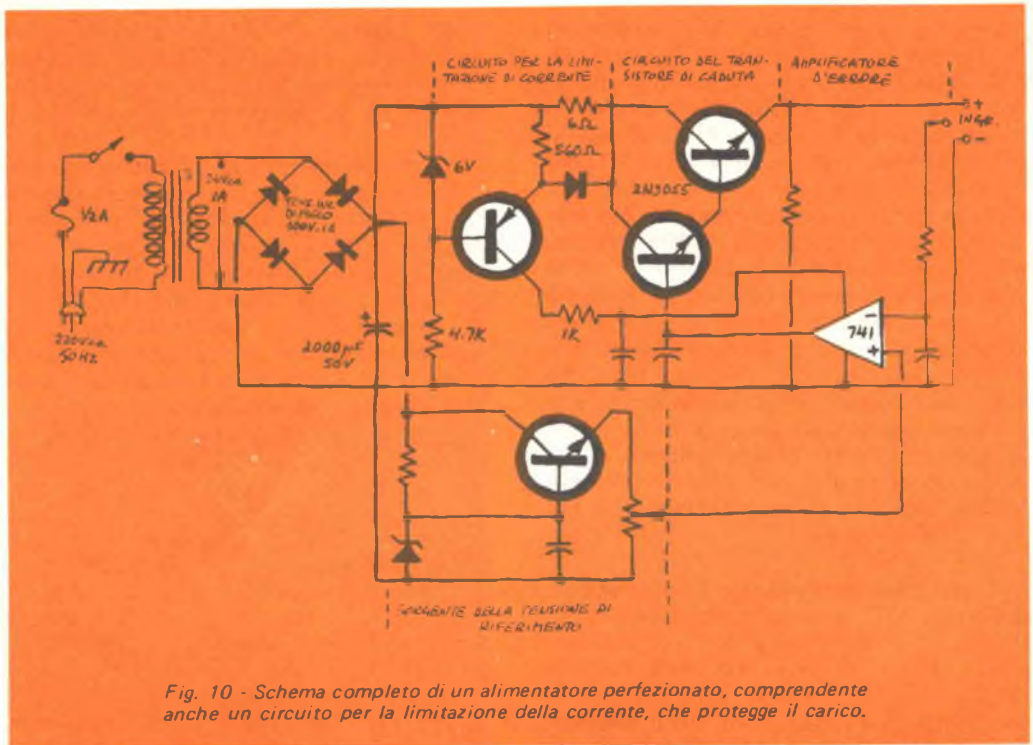 CIRCUITO PER LA LIMI-
TAZIONE DI CORRENTE
CIRCUITO DEL TRAN-
SISTORE DI CADUTA
AMPLIFICATORE
D'ERRORE
6Ω
560Ω
6V
2N3055
+
INGR.
-
½A
24Vca
1A
220Vca
50HZ
+
2000µF
50V
4.7K
1K
-
741
+
SORGENTE DELLA TENSIONE DI
RIFERIMENTO
Fig. 10 - Schema completo di un alimentatore perfezionato, comprendente
anche un circuito per la limitazione della corrente, che protegge il carico.